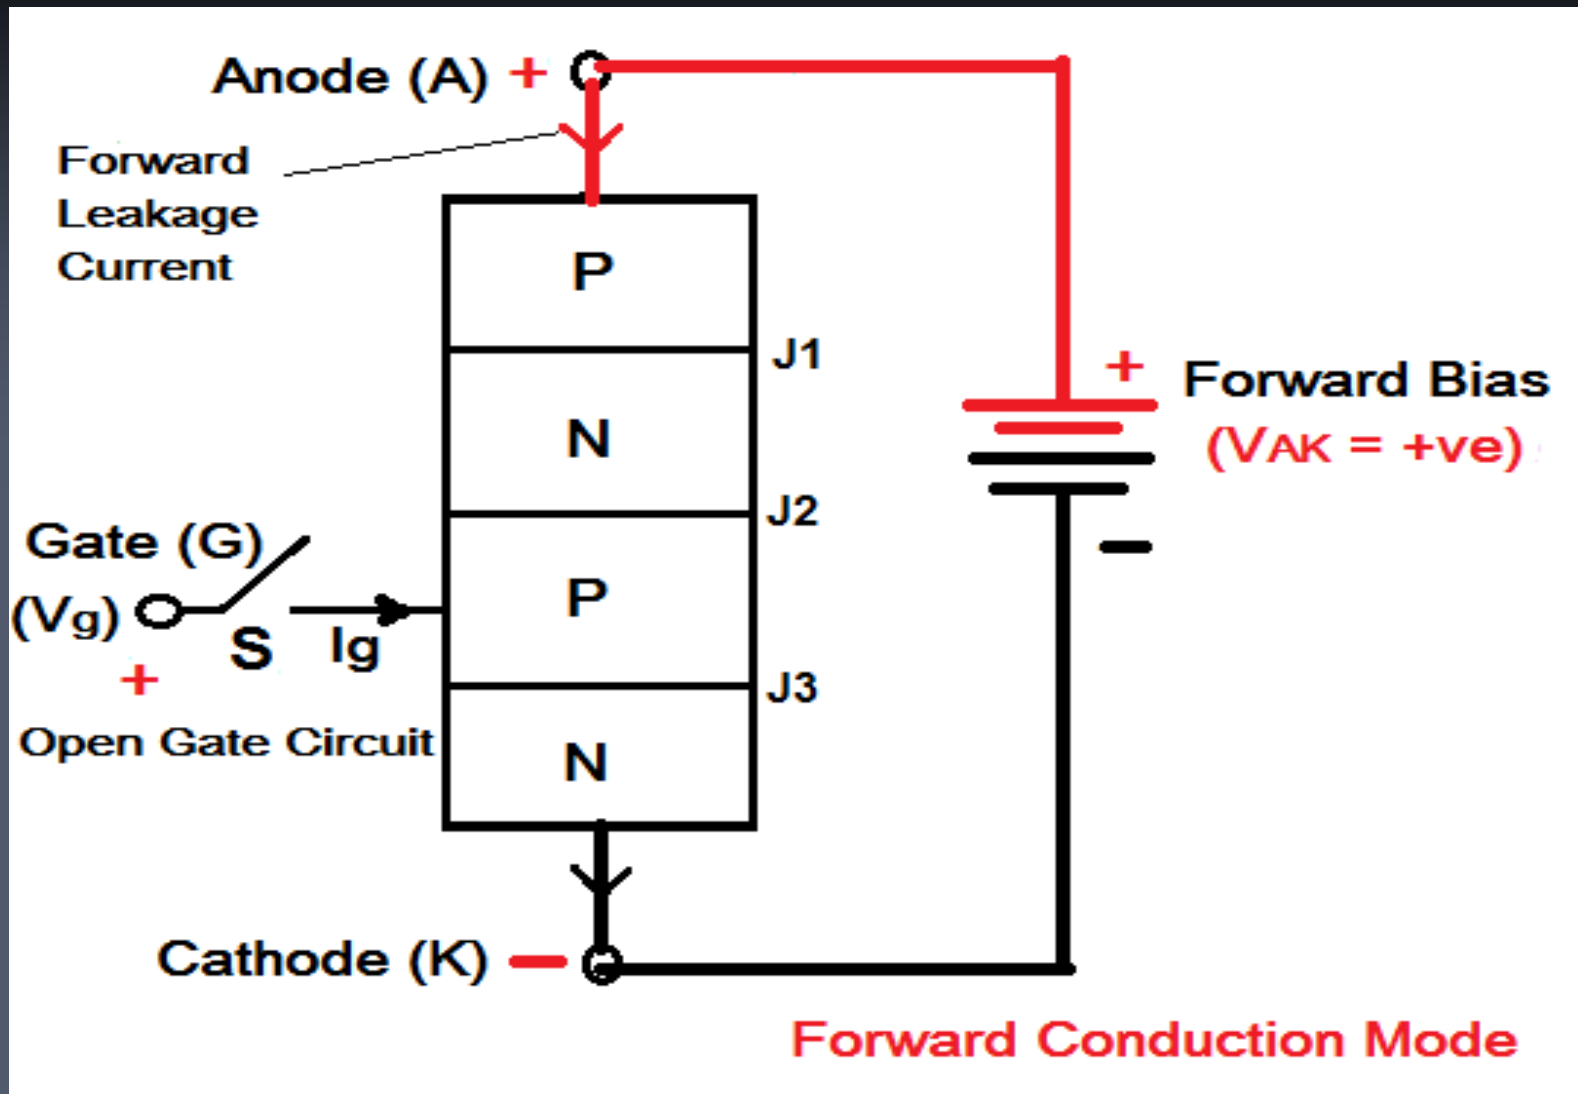 Anode (A) +
Forward
Leakage
Current
P
J1
N
J2
P
J3
N
+
Forward Bias
(VAK = +ve)
−
Gate (G)
(Vg)
S
Ig
+
Open Gate Circuit
Cathode (K) −
Forward Conduction Mode